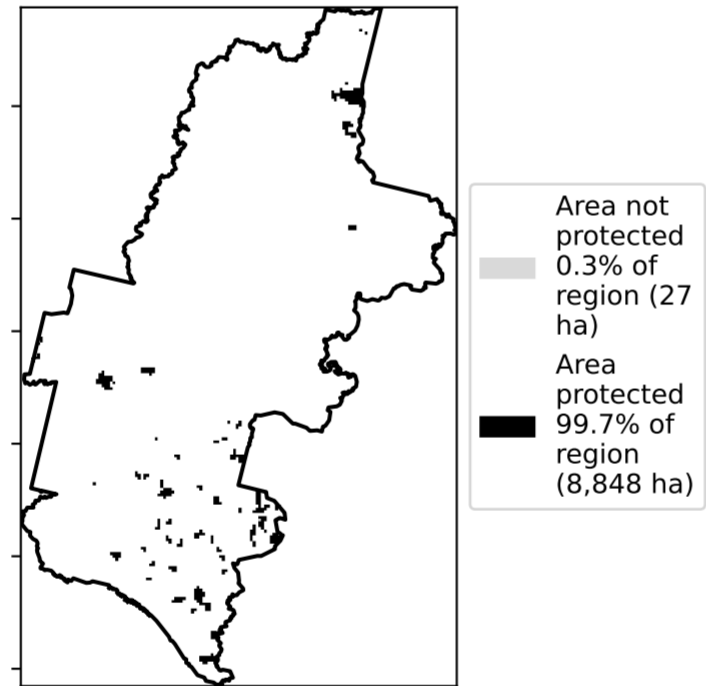 Area not
protected
0.3% of
region (27
ha)
Area
protected
99.7% of
region
(8,848 ha)